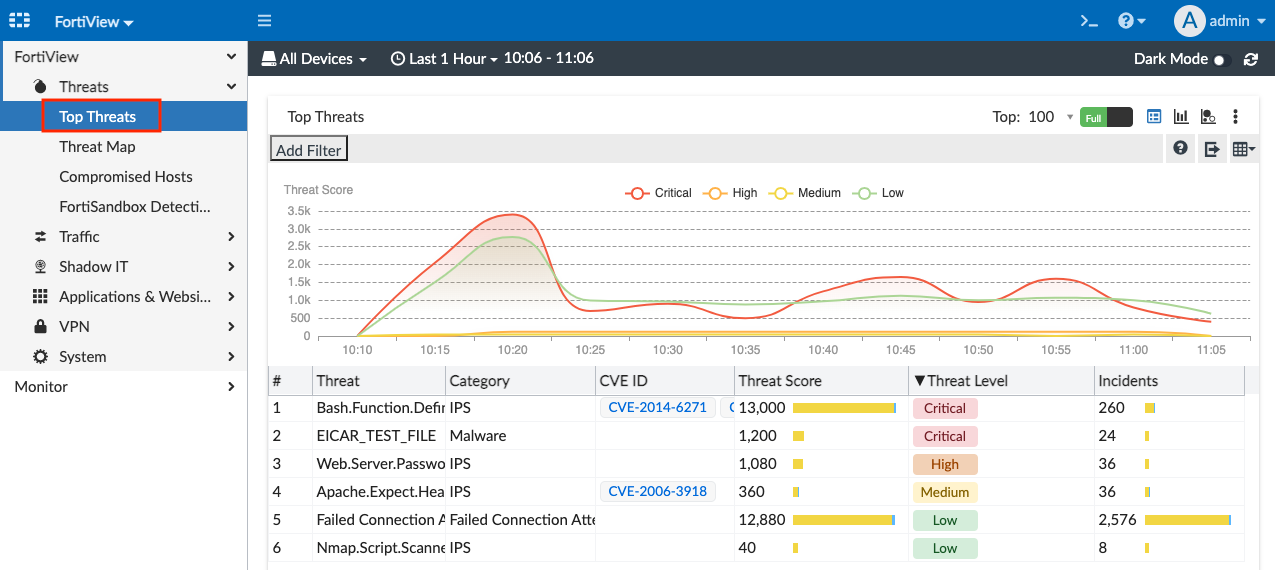 FortiView
admin
FortiView
Threats
Top Threats
Threat Map
Compromised Hosts
FortiSandbox Detecti...
Traffic
Shadow IT
Applications & Websi...
VPN
System
Monitor
All Devices Last 1 Hour 10:06 - 11:06 Dark Mode
Top Threats Top: 100 Full
Add Filter
Threat Score Critical High Medium Low
3.5k
3.0k
2.5k
2.0k
1.5k
1.0k
500
0
10:10 10:15 10:20 10:25 10:30 10:35 10:40 10:45 10:50 10:55 11:00 11:05
# Threat Category CVE ID Threat Score ▼Threat Level Incidents
1 Bash.Function.Defin IPS CVE-2014-6271 C 13,000 Critical 260
2 EICAR_TEST_FILE Malware 1,200 Critical 24
3 Web.Server.Passwo IPS 1,080 High 36
4 Apache.Expect.Hea IPS CVE-2006-3918 360 Medium 36
5 Failed Connection A Failed Connection Atte 12,880 Low 2,576
6 Nmap.Script.Scanne IPS 40 Low 8